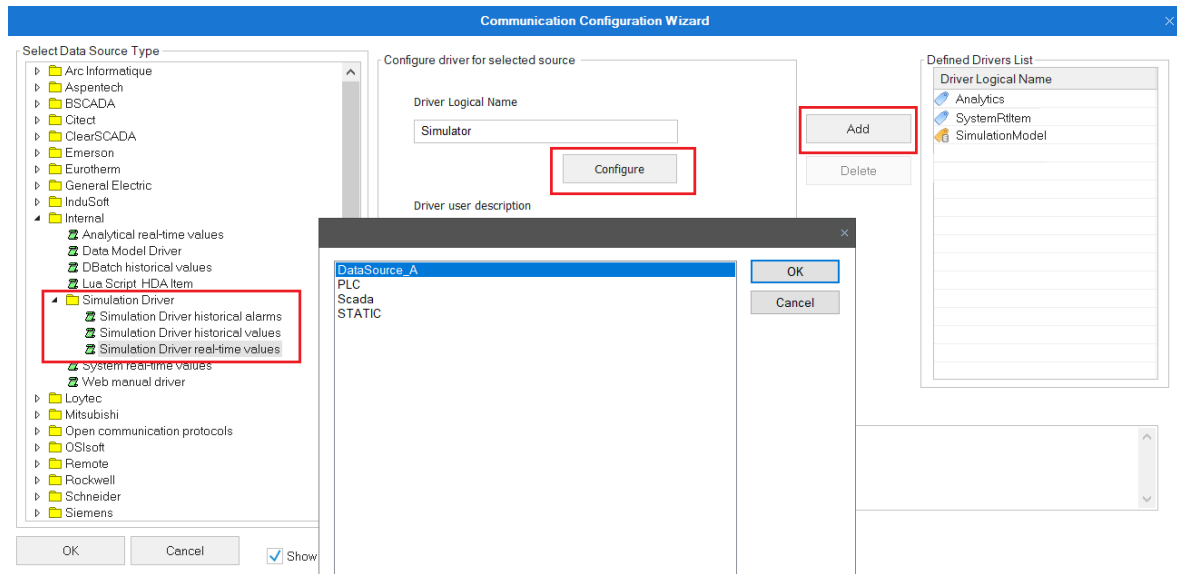 Communication Configuration Wizard
Select Data Source Type
Arc Informatique
Aspentech
BSCADA
Citect
ClearSCADA
Emerson
Eurotherm
General Electric
InduSoft
Internal
Analytical real-time values
Data Model Driver
DBatch historical values
Lua Script HDA Item
Simulation Driver
Simulation Driver historical alarms
Simulation Driver historical values
Simulation Driver real-time values
System real-time values
Web manual driver
Loytec
Mitsubishi
Open communication protocols
OSIsoft
Remote
Rockwell
Schneider
Siemens
OK
Cancel
Show
Configure driver for selected source
Driver Logical Name
Simulator
Configure
Driver user description
Add
Delete
DataSource_A
PLC
Scada
STATIC
OK
Cancel
Defined Drivers List
Driver Logical Name
Analytics
SystemRtItem
SimulationModel